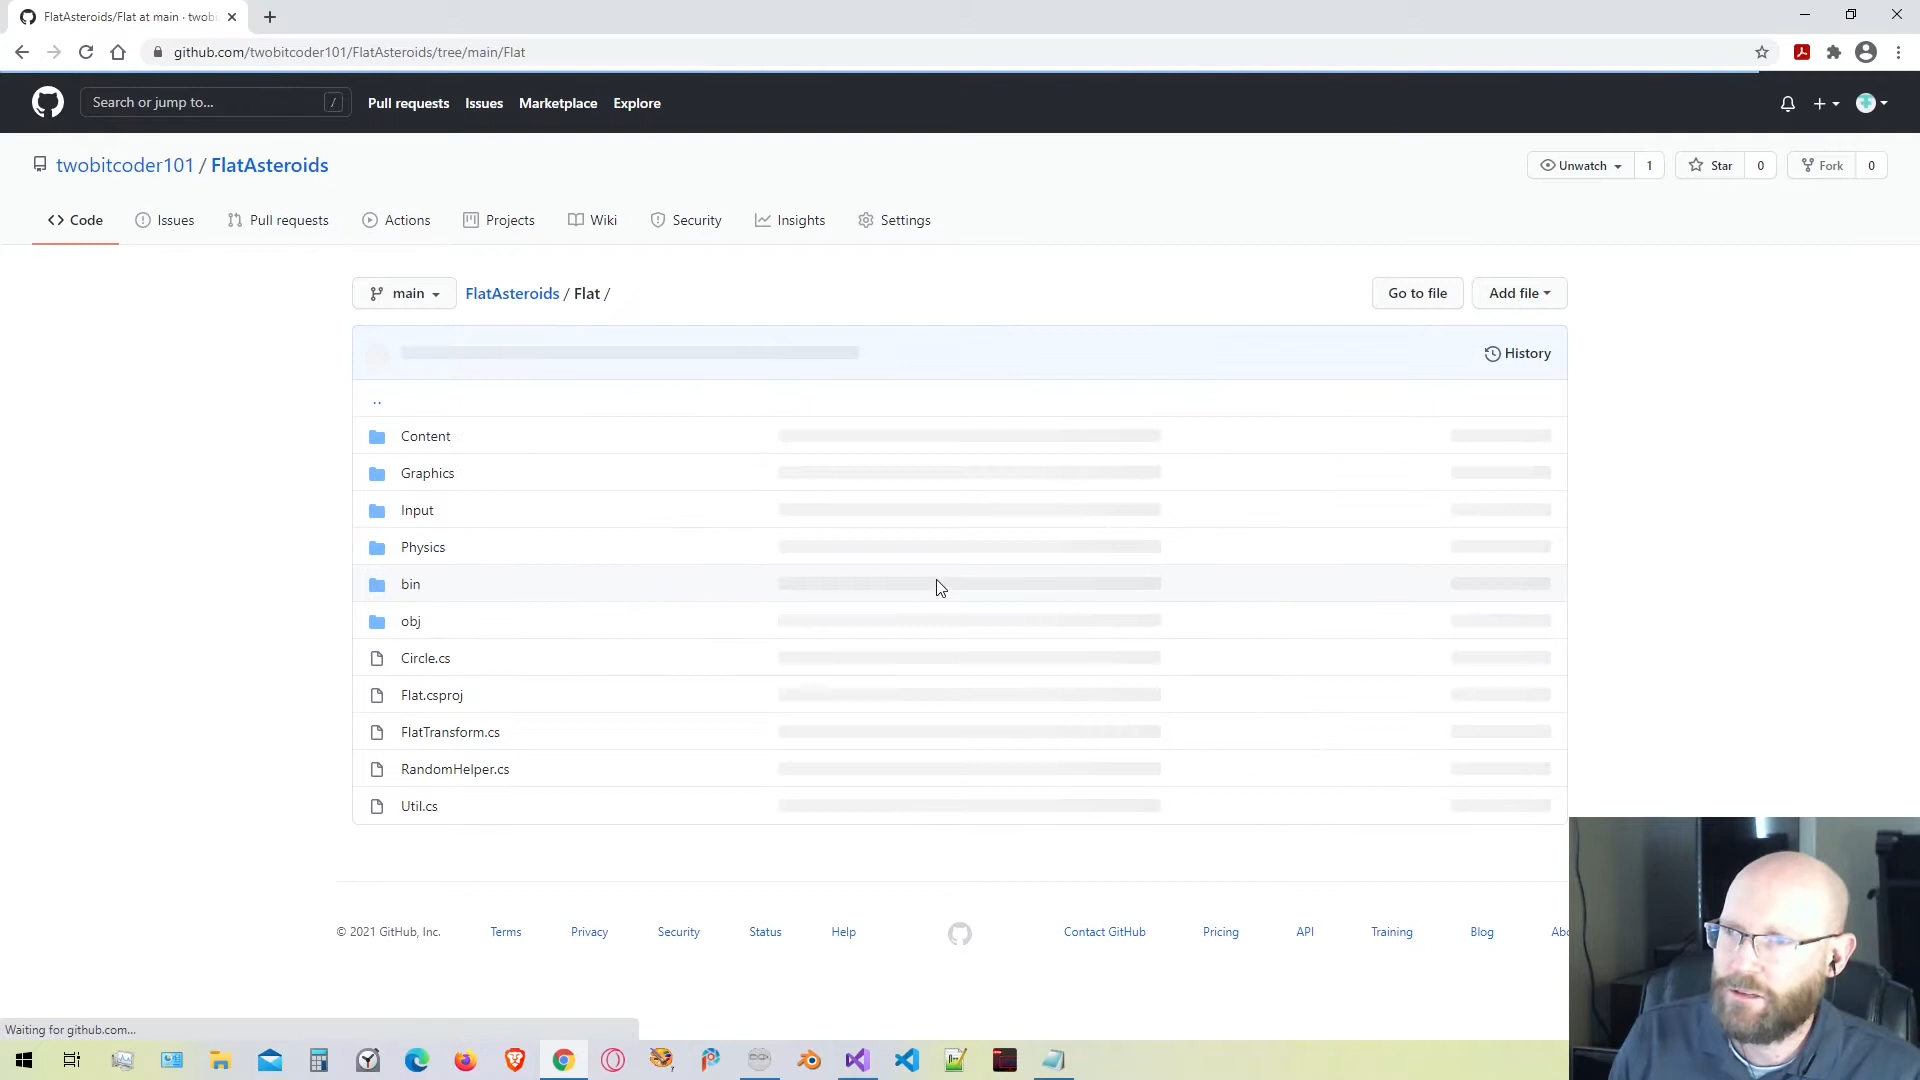 FlatAsteroids/Flat at main · twob
github.com/twobitcoder101/FlatAsteroids/tree/main/Flat
Search or jump to... /
Pull requests Issues Marketplace Explore
twobitcoder101 / FlatAsteroids
Unwatch 1 Star 0 Fork 0
Code Issues Pull requests Actions Projects Wiki Security Insights Settings
main FlatAsteroids / Flat / Go to file Add file
History
..
Content
Graphics
Input
Physics
bin
obj
Circle.cs
Flat.csproj
FlatTransform.cs
RandomHelper.cs
Util.cs
© 2021 GitHub, Inc. Terms Privacy Security Status Help Contact GitHub Pricing API Training Blog Abo
Waiting for github.com...